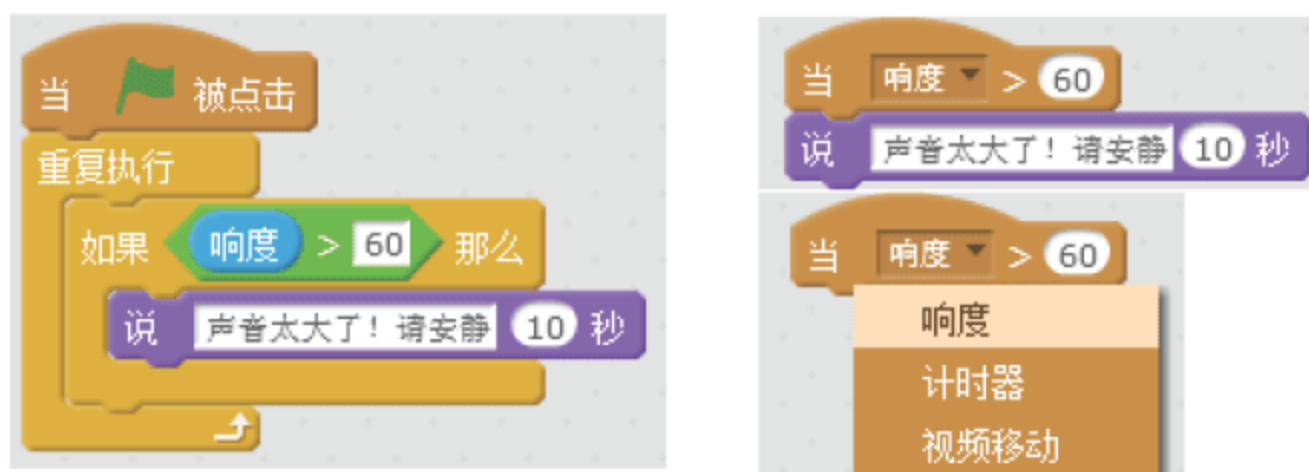 当 被点击
重复执行
如果 响度 > 60 那么
说 声音太大了！请安静 10 秒
当 响度 > 60
说 声音太大了！请安静 10 秒
当 响度 > 60
响度
计时器
视频移动